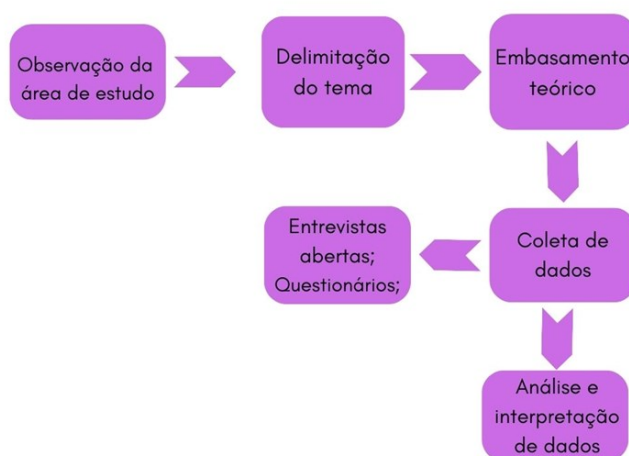 Observação da
área de estudo
Delimitação
do tema
Embasamento
teórico
Entrevistas
abertas;
Questionários;
Coleta de
dados
Análise e
interpretação
de dados